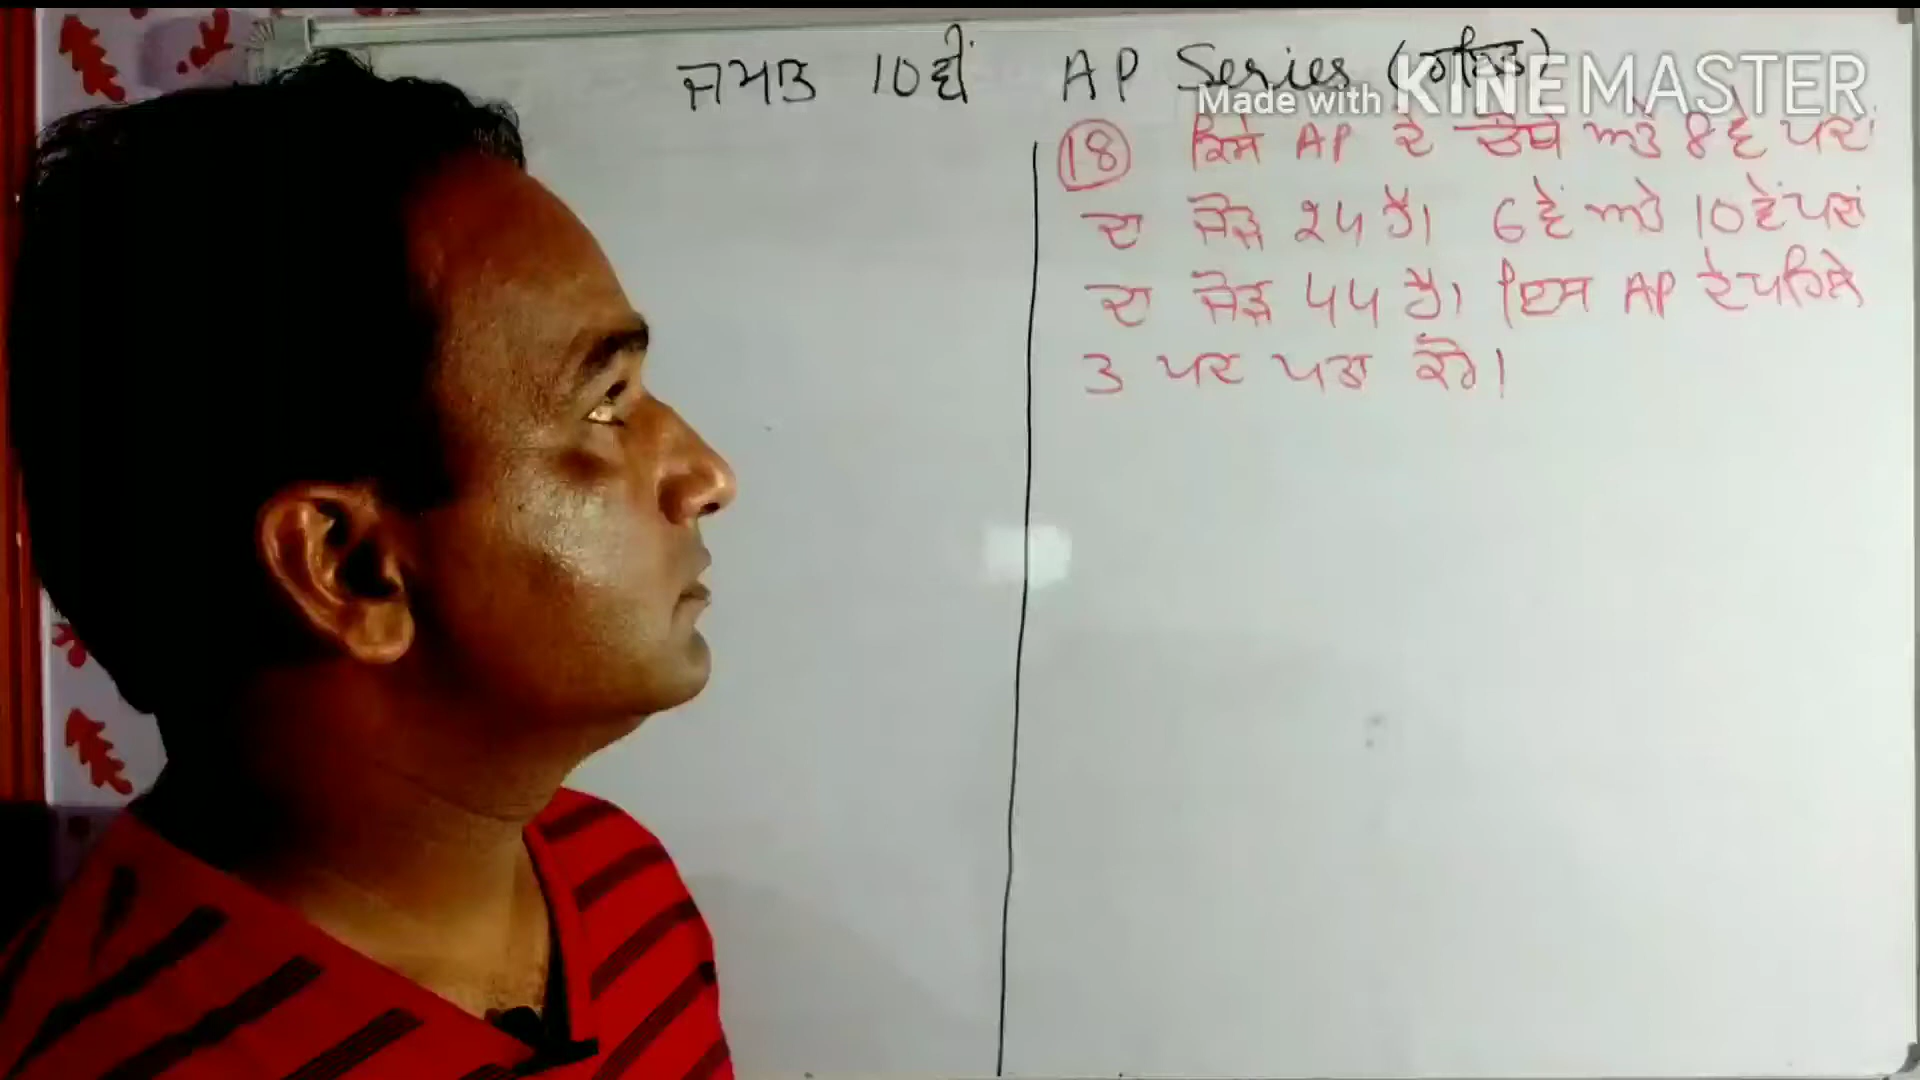 ਜਮਾਤ 10ਵੀਂ AP Series (ਗਣਿਤ)
Made with KINEMASTER
(18) ਕਿਸੇ AP ਦੇ ਚੌਥੇ ਅਤੇ 8ਵੇਂ ਪਦਾਂ
ਦਾ ਜੋੜ 24 ਹੈ। 6ਵੇਂ ਅਤੇ 10ਵੇਂ ਪਦਾਂ
ਦਾ ਜੋੜ 44 ਹੈ। ਇਸ AP ਦੇ ਪਹਿਲੇ
3 ਪਦ ਪਤਾ ਕਰੋ।